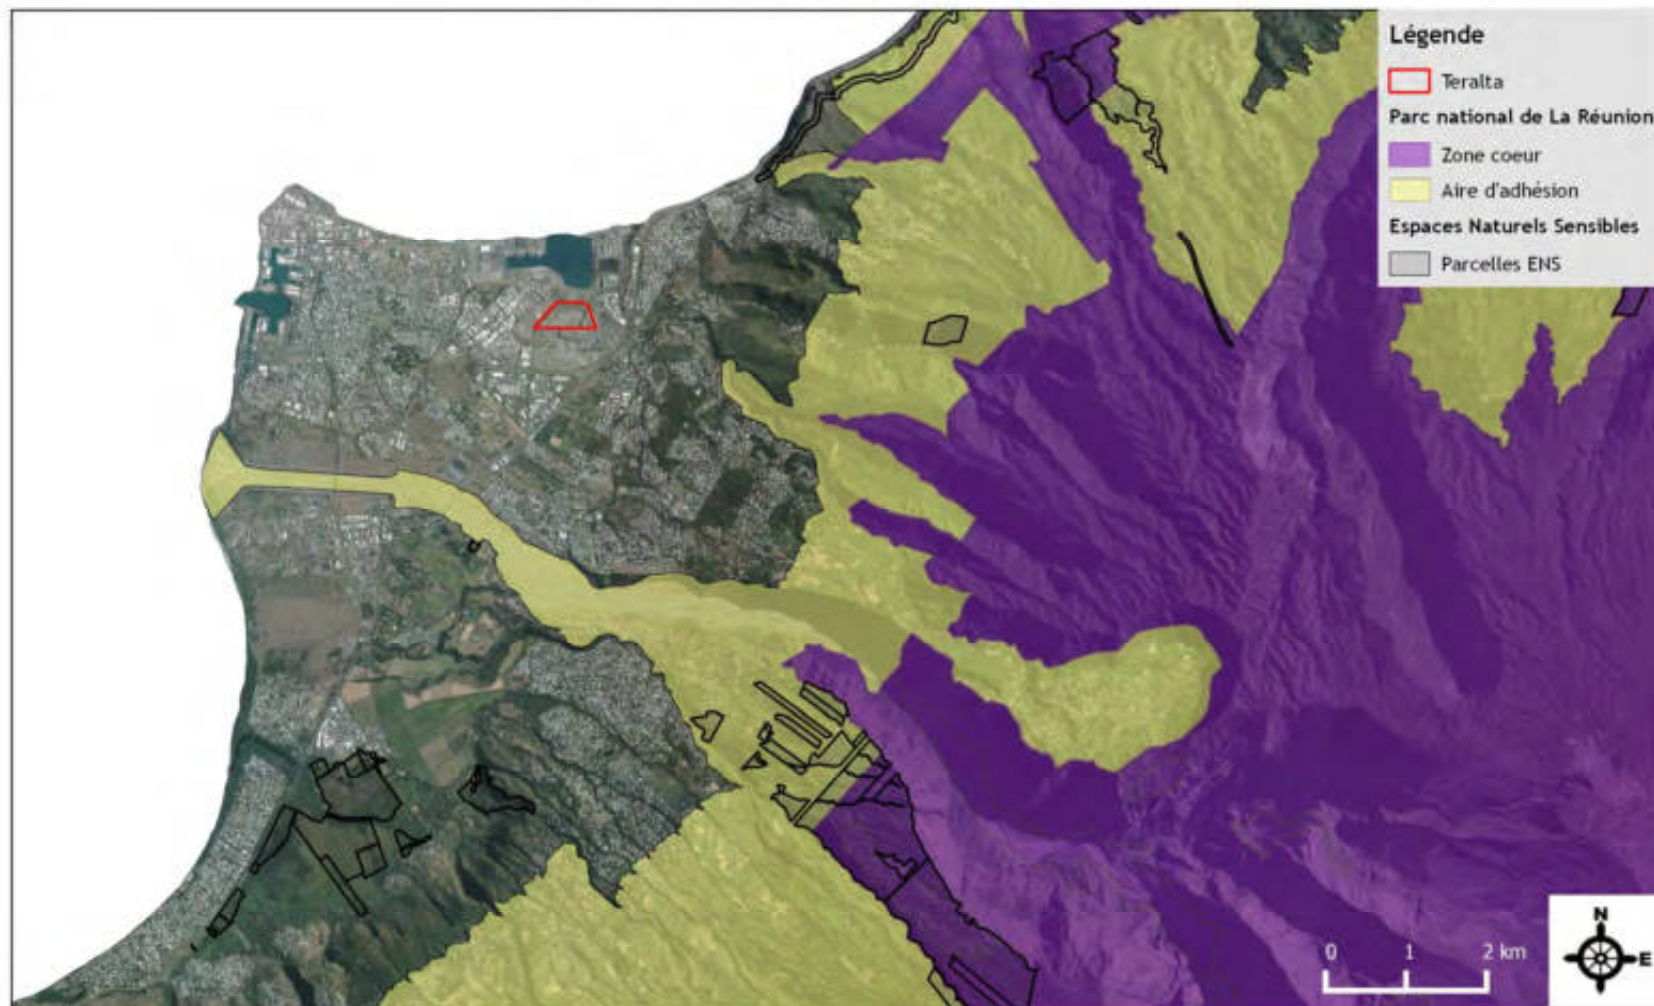 Légende
Teralta
Parc national de La Réunion
Zone coeur
Aire d'adhésion
Espaces Naturels Sensibles
Parcelles ENS
0 1 2 km
N
E